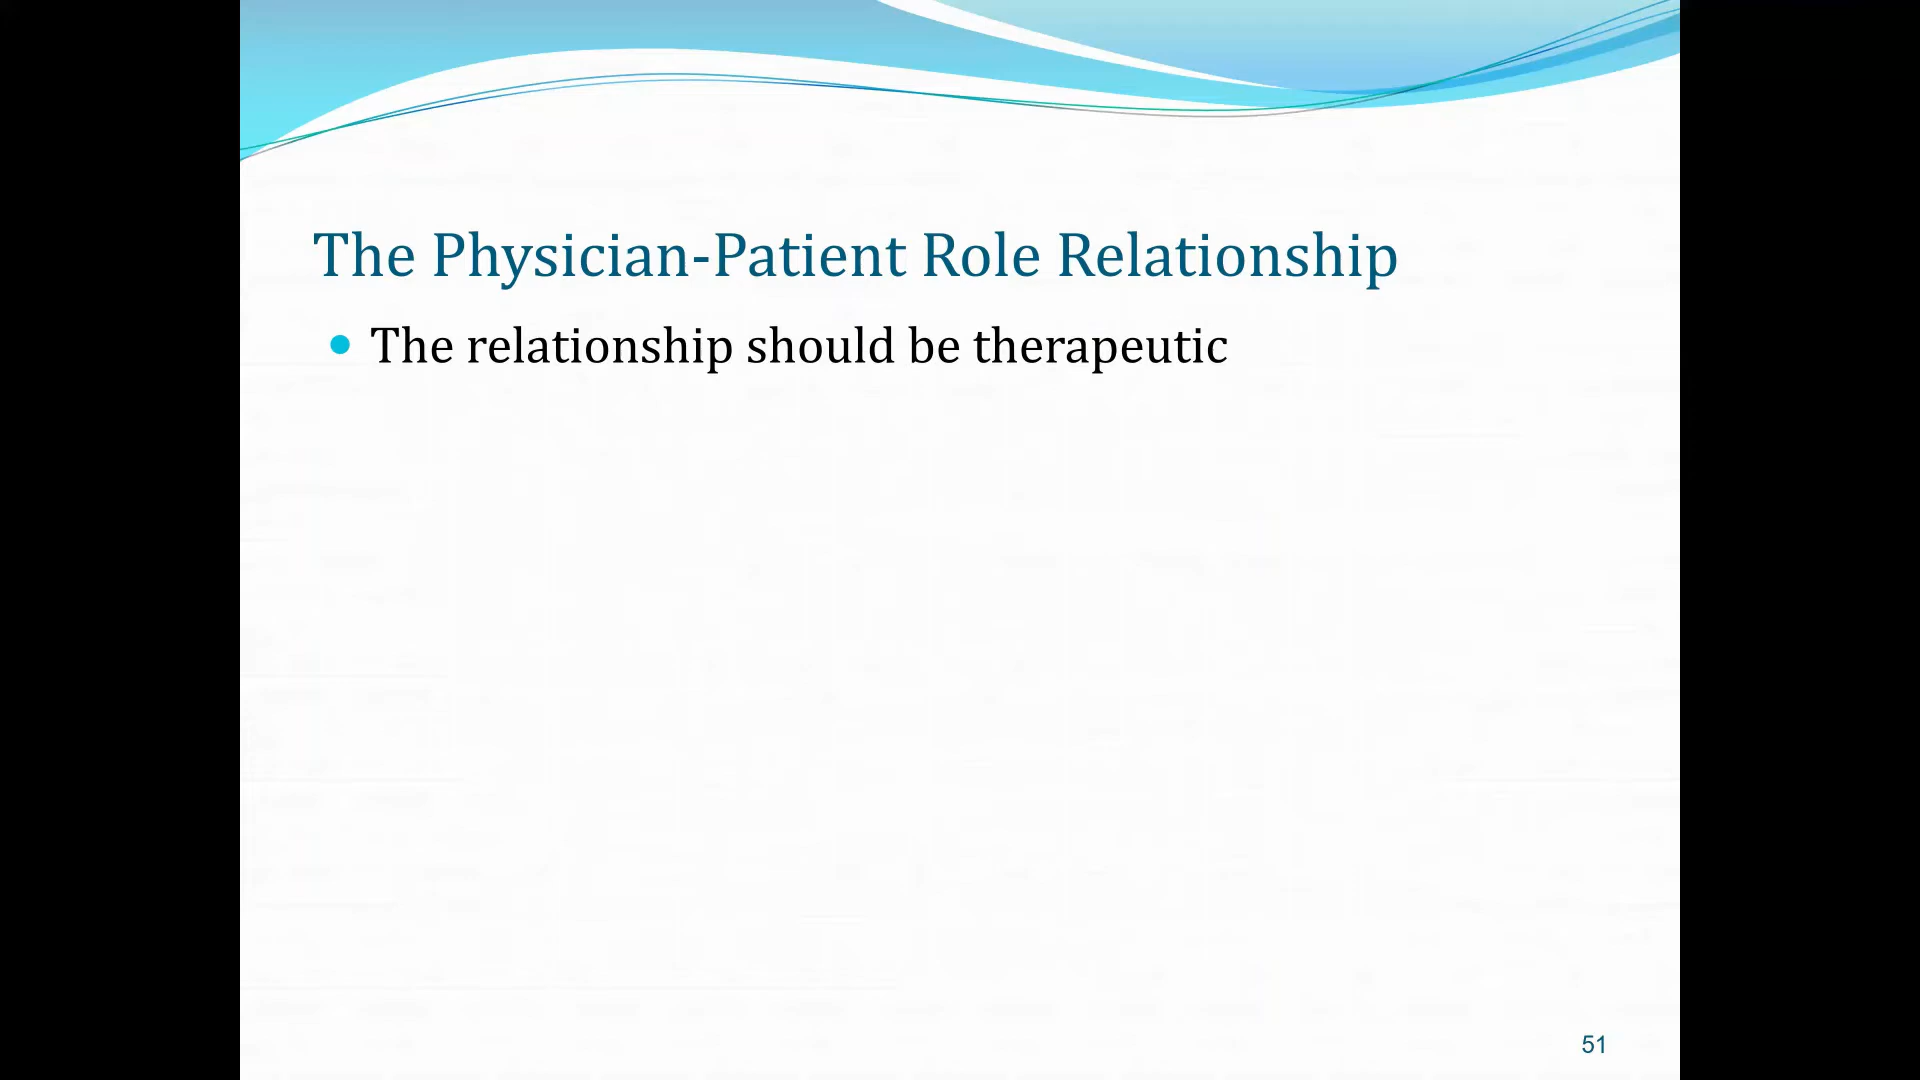 The Physician-Patient Role Relationship
The relationship should be therapeutic
51